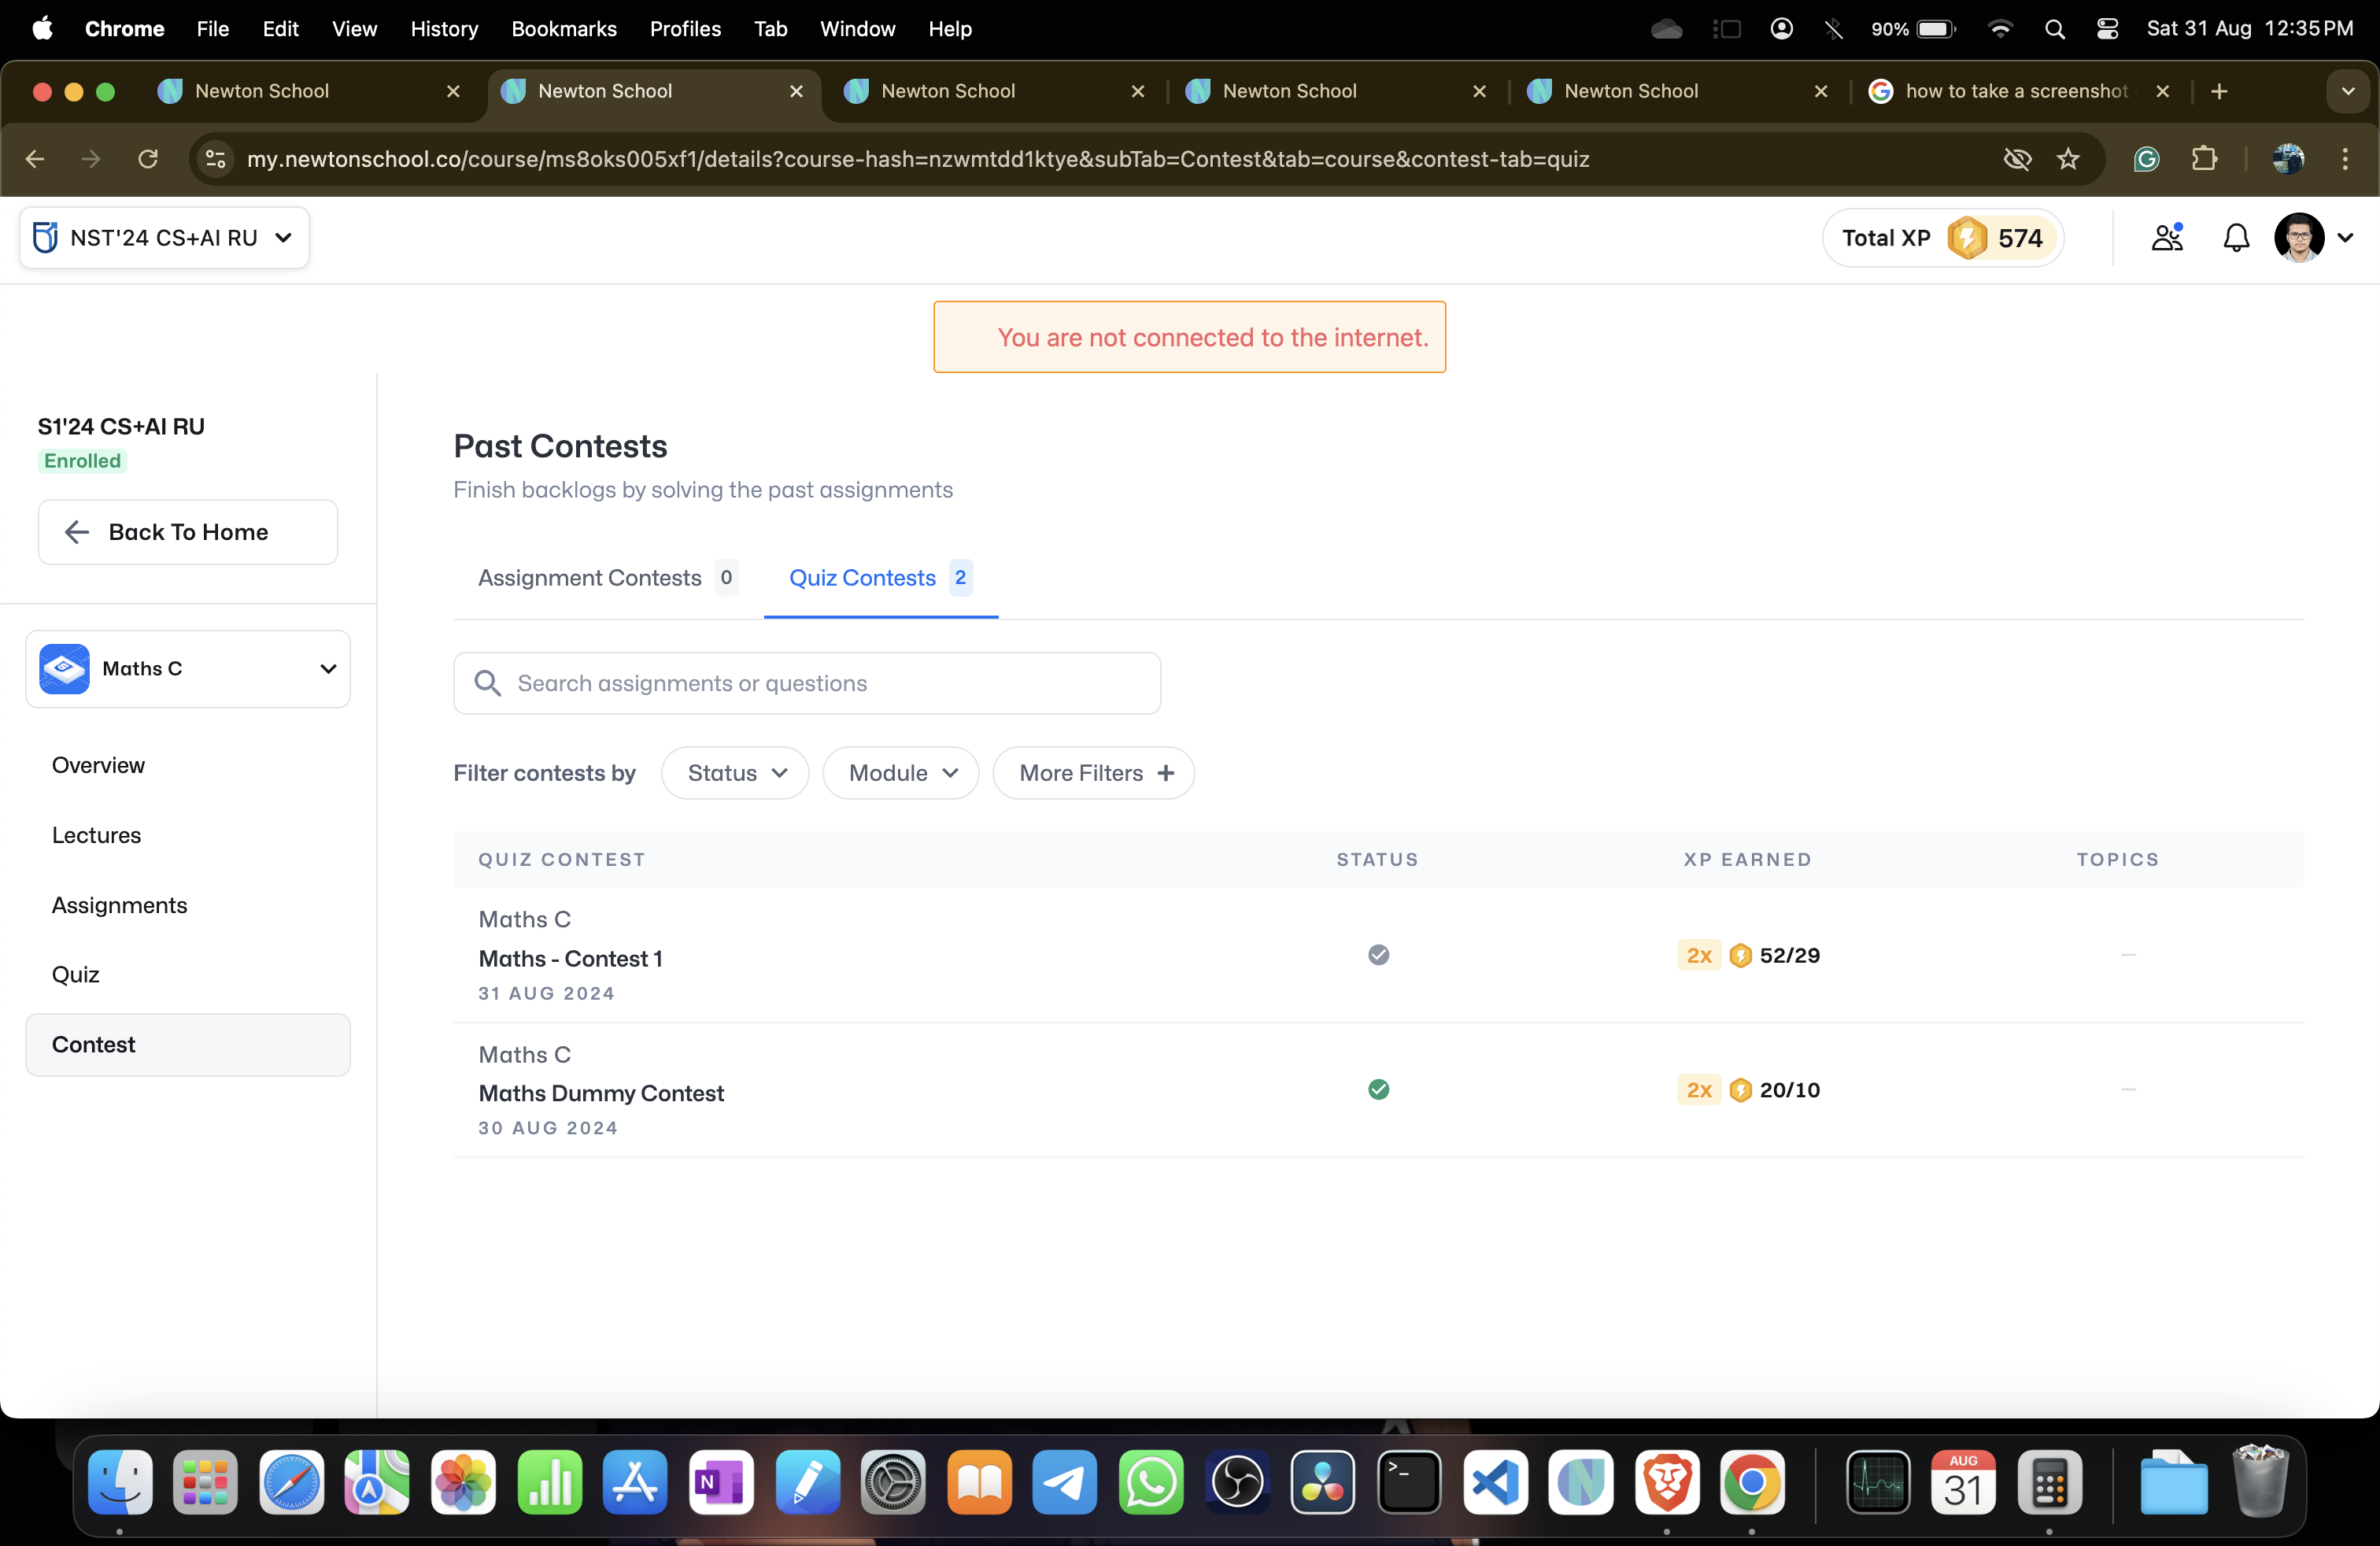 Chrome File Edit View History Bookmarks Profiles Tab Window Help 90% Sat 31 Aug 12:35 PM
Newton School Newton School Newton School Newton School Newton School how to take a screenshot
my.newtonschool.co/course/ms8oks005xf1/details?course-hash=nzwmtdd1ktye&subTab=Contest&tab=course&contest-tab=quiz
NST'24 CS+AI RU Total XP 574
You are not connected to the internet.
S1'24 CS+AI RU
Enrolled
Back To Home
Maths C
Overview
Lectures
Assignments
Quiz
Contest
Past Contests
Finish backlogs by solving the past assignments
Assignment Contests 0 Quiz Contests 2
Search assignments or questions
Filter contests by Status Module More Filters +
QUIZ CONTEST STATUS XP EARNED TOPICS
Maths C
Maths - Contest 1 2x 52/29 —
31 AUG 2024
Maths C
Maths Dummy Contest 2x 20/10 —
30 AUG 2024
N >_ AUG
31